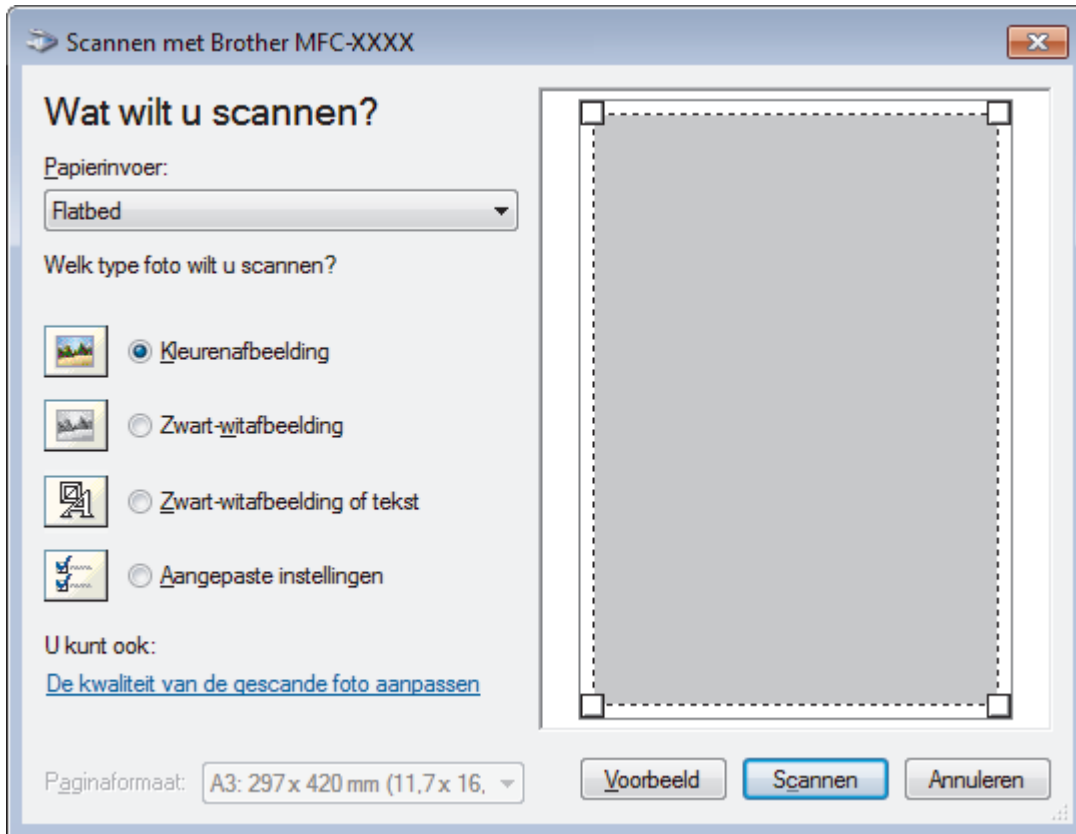 Scannen met Brother MFC-XXXX
Wat wilt u scannen?
Papierinvoer:
Flatbed
Welk type foto wilt u scannen?
Kleurenafbeelding
Zwart-witafbeelding
Zwart-witafbeelding of tekst
Aangepaste instellingen
U kunt ook:
De kwaliteit van de gescande foto aanpassen
Paginaformaat: A3: 297 x 420 mm (11,7 x 16,
Voorbeeld Scannen Annuleren